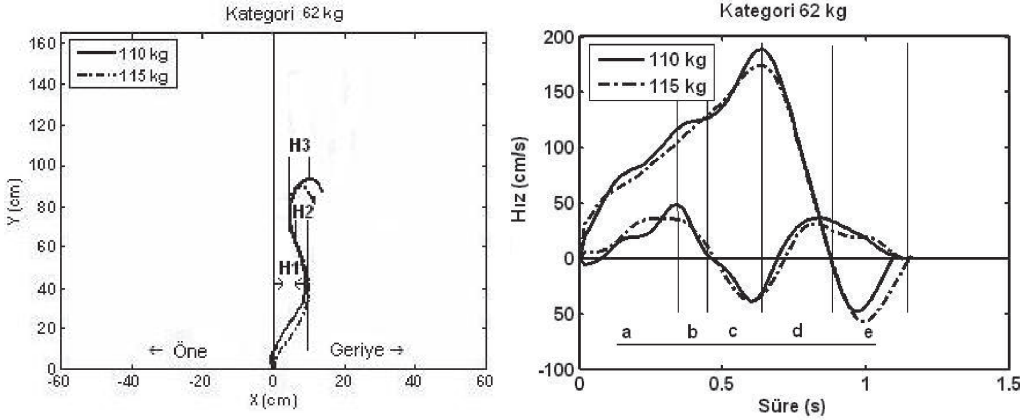 Kategori 62 kg
160
140
120
100
80
60
40
20
0
Y (cm)
110 kg
115 kg
H3
H2
H1
← Öne
Geriye →
-60
-40
-20
0
20
40
60
X (cm)
Kategori 62 kg
200
150
100
50
0
50
-100
Hız (cm/s)
110 kg
115 kg
a
b
c
d
e
0
0.5
1
1.5
Süre (s)